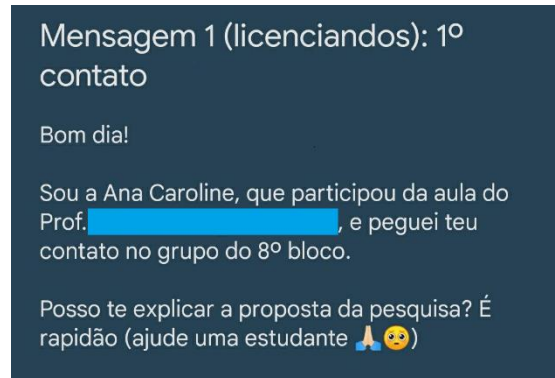 Mensagem 1 (licenciandos): 1º
contato
Bom dia!
Sou a Ana Caroline, que participou da aula do
Prof. , e peguei teu
contato no grupo do 8º bloco.
Posso te explicar a proposta da pesquisa? É
rapidão (ajude uma estudante 🙏🏻🥺)